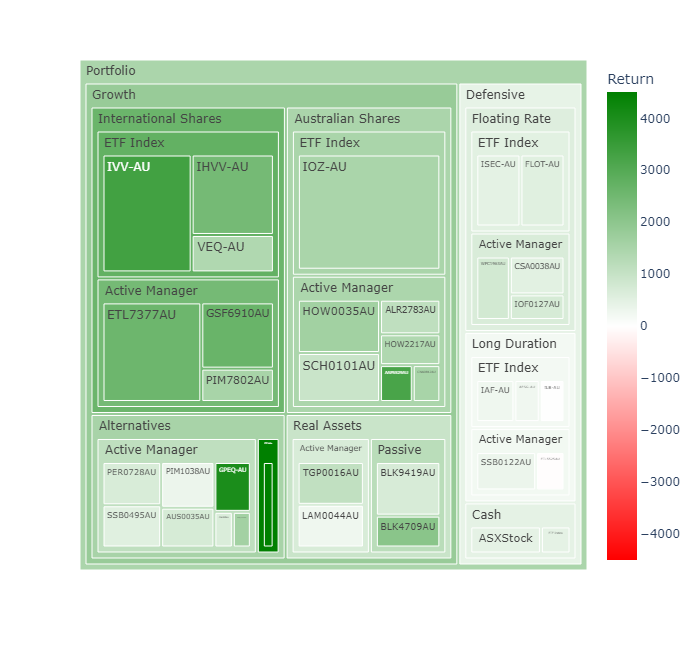 Portfolio
Growth
Defensive
International Shares
Australian Shares
Floating Rate
ETF Index
ETF Index
ETF Index
IVV-AU
IHVV-AU
VEQ-AU
IOZ-AU
ISEC-AU
FLOT-AU
Active Manager
CSA0038AU
IOF0127AU
Active Manager
ETL7377AU
GSF6910AU
PIM7802AU
Active Manager
HOW0035AU
ALR2783AU
HOW2217AU
SCH0101AU
Long Duration
ETF Index
IAF-AU
Active Manager
SSB0122AU
Alternatives
Active Manager
PER0728AU
PIM1038AU
GPEQ-AU
SSB0495AU
AUS0035AU
Real Assets
Active Manager
TGP0016AU
LAM0044AU
Passive
BLK9419AU
BLK4709AU
Cash
ASXStock
Return
4000
3000
2000
1000
0
−1000
−2000
−3000
−4000